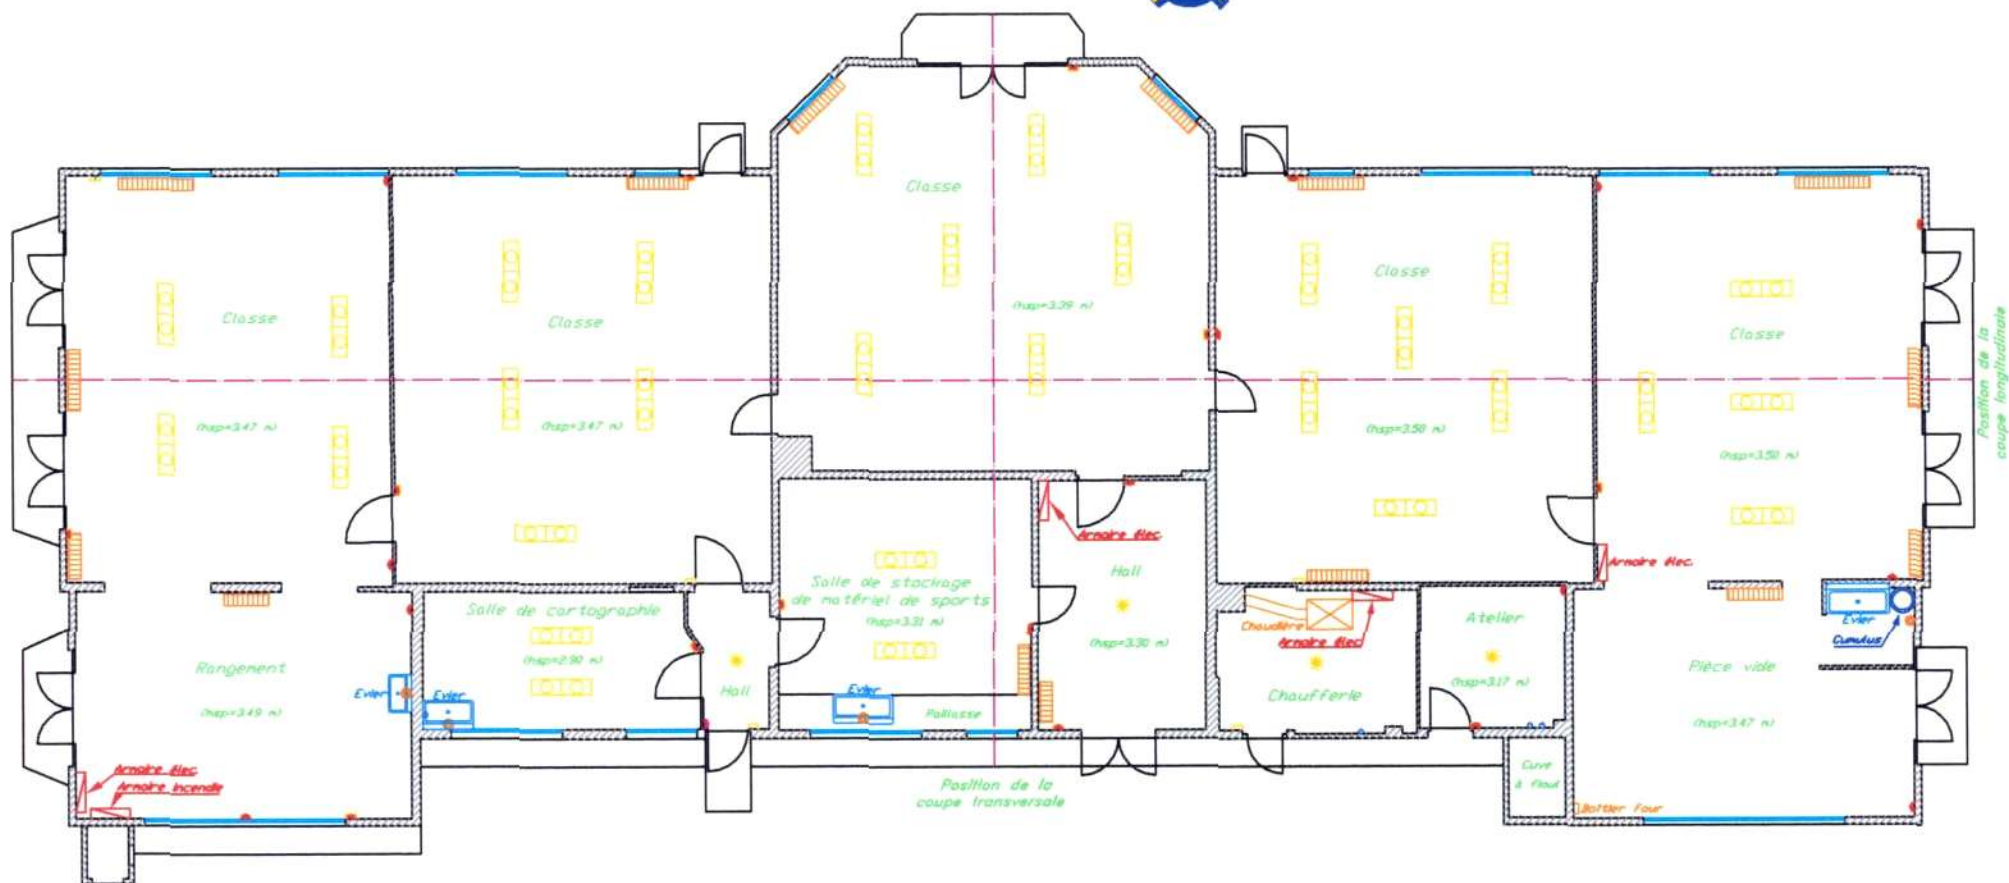 Classe
(hsp=3.39 m)
Classe
(hsp=3.47 m)
Classe
(hsp=3.47 m)
Classe
(hsp=3.50 m)
Classe
(hsp=3.50 m)
Position de la
coupe longitudinale
Armoire élec.
Hall
(hsp=3.30 m)
Salle de stockage
de matériel de sports
(hsp=3.31 m)
Evier
Paillasse
Salle de cartographie
(hsp=2.90 m)
Evier
Hall
Rangement
(hsp=3.49 m)
Evier
Armoire élec.
Armoire incendie
Chaudière
Armoire élec.
Chaufferie
Atelier
(hsp=3.17 m)
Armoire élec.
Evier
Cumulus
Pièce vide
(hsp=3.47 m)
Cuve
à fioul
Boîtier Four
Position de la
coupe transversale